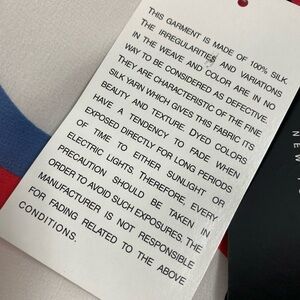 THIS GARMENT IS MADE OF 100% SILK.
THE IRREGULARITIES AND VARIATIONS
IN THE WEAVE AND COLOR ARE IN NO
WAY TO BE CONSIDERED AS DEFECTIVE
THEY ARE CHARACTERISTIC OF THE FINE
SILK YARN WHICH GIVES THIS FABRIC ITS
BEAUTY AND TEXTURE DYED COLORS
HAVE A TENDENCY TO FADE WHEN
EXPOSED DIRECTLY FOR LONG PERIODS
OF TIME TO EITHER SUNLIGHT OR
ELECTRIC LIGHTS. THEREFORE, EVERY
PRECAUTION SHOULD BE TAKEN IN
ORDER TO AVOID SUCH EXPOSURES, THE
MANUFACTURER IS NOT RESPONSIBLE
FOR FADING RELATED TO THE ABOVE
CONDITIONS.
NEW